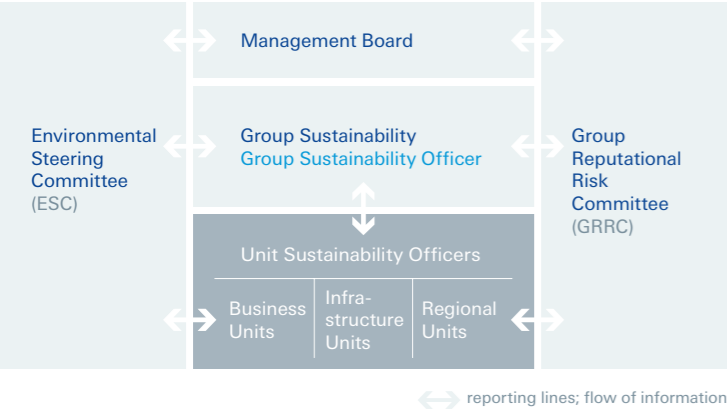 Management Board
Environmental
Steering
Committee
(ESC)
Group Sustainability
Group Sustainability Officer
Group
Reputational
Risk
Committee
(GRRC)
Unit Sustainability Officers
Business
Units
Infra-
structure
Units
Regional
Units
reporting lines; flow of information